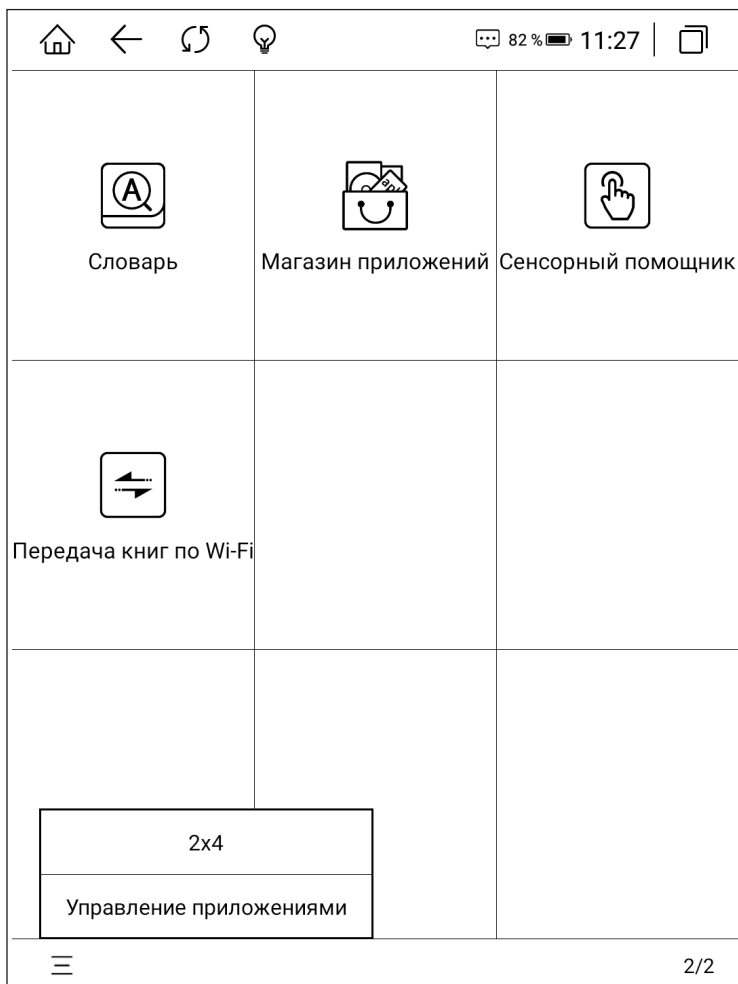 82 % 11:27
A
Словарь
Магазин приложений
Сенсорный помощник
Передача книг по Wi-Fi
2x4
Управление приложениями
2/2